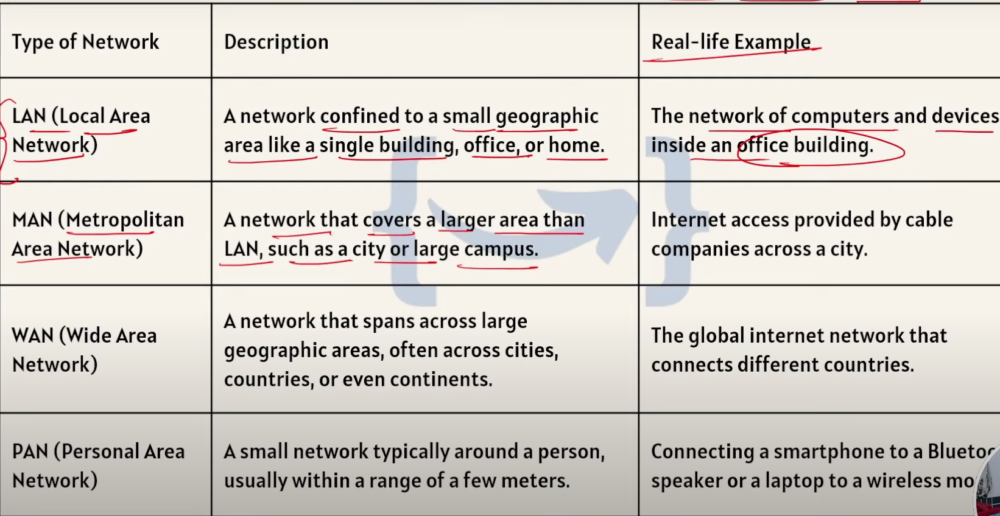 Type of Network
Description
Real-life Example
LAN (Local Area
Network)
A network confined to a small geographic
area like a single building, office, or home.
The network of computers and devices
inside an office building.
MAN (Metropolitan
Area Network)
A network that covers a larger area than
LAN, such as a city or large campus.
Internet access provided by cable
companies across a city.
WAN (Wide Area
Network)
A network that spans across large
geographic areas, often across cities,
countries, or even continents.
The global internet network that
connects different countries.
PAN (Personal Area
Network)
A small network typically around a person,
usually within a range of a few meters.
Connecting a smartphone to a
speaker or a laptop to a wireless